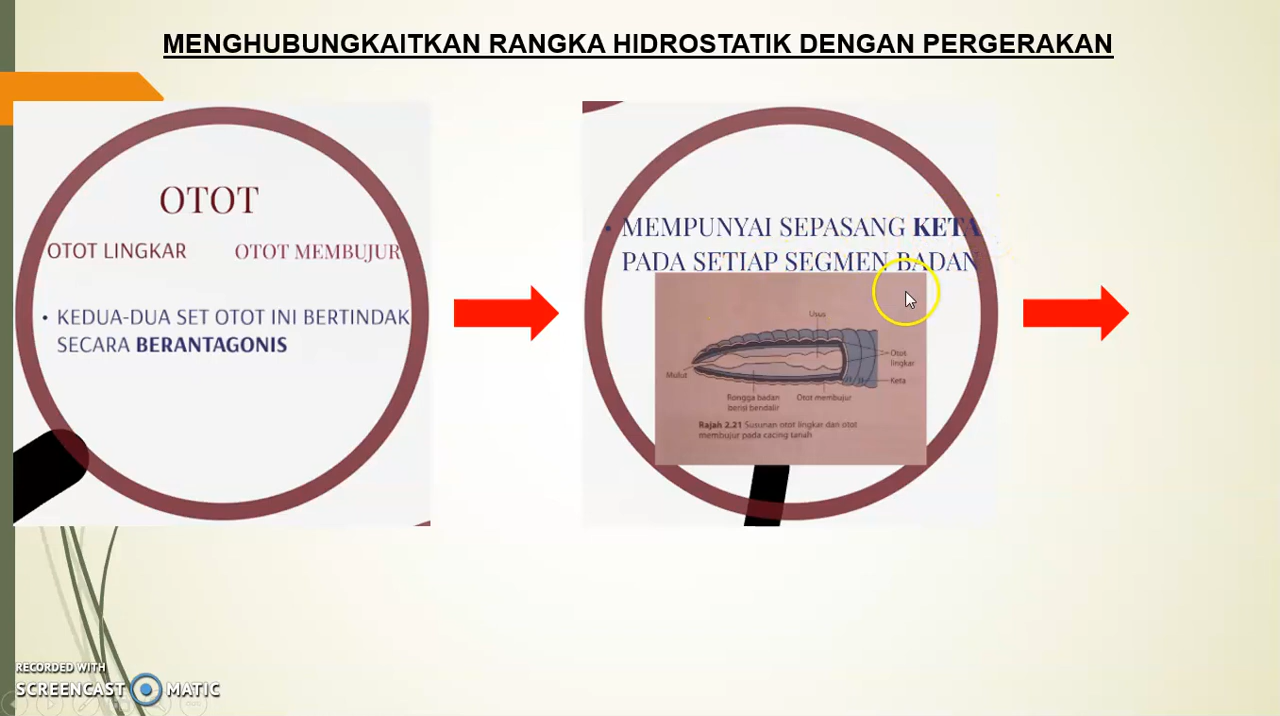 MENGHUBUNGKAITKAN RANGKA HIDROSTATIK DENGAN PERGERAKAN
OTOT
OTOT LINGKAR OTOT MEMBUJUR
• KEDUA-DUA SET OTOT INI BERTINDAK
SECARA BERANTAGONIS
• MEMPUNYAI SEPASANG KETA
PADA SETIAP SEGMEN BADAN
Usus
Otot
lingkar
Mulut
Keta
Rongga badan
berisi bendalir
Otot membujur
Rajah 2.21 Susunan otot lingkar dan otot
membujur pada cacing tanah
RECORDED WITH
SCREENCAST MATIC